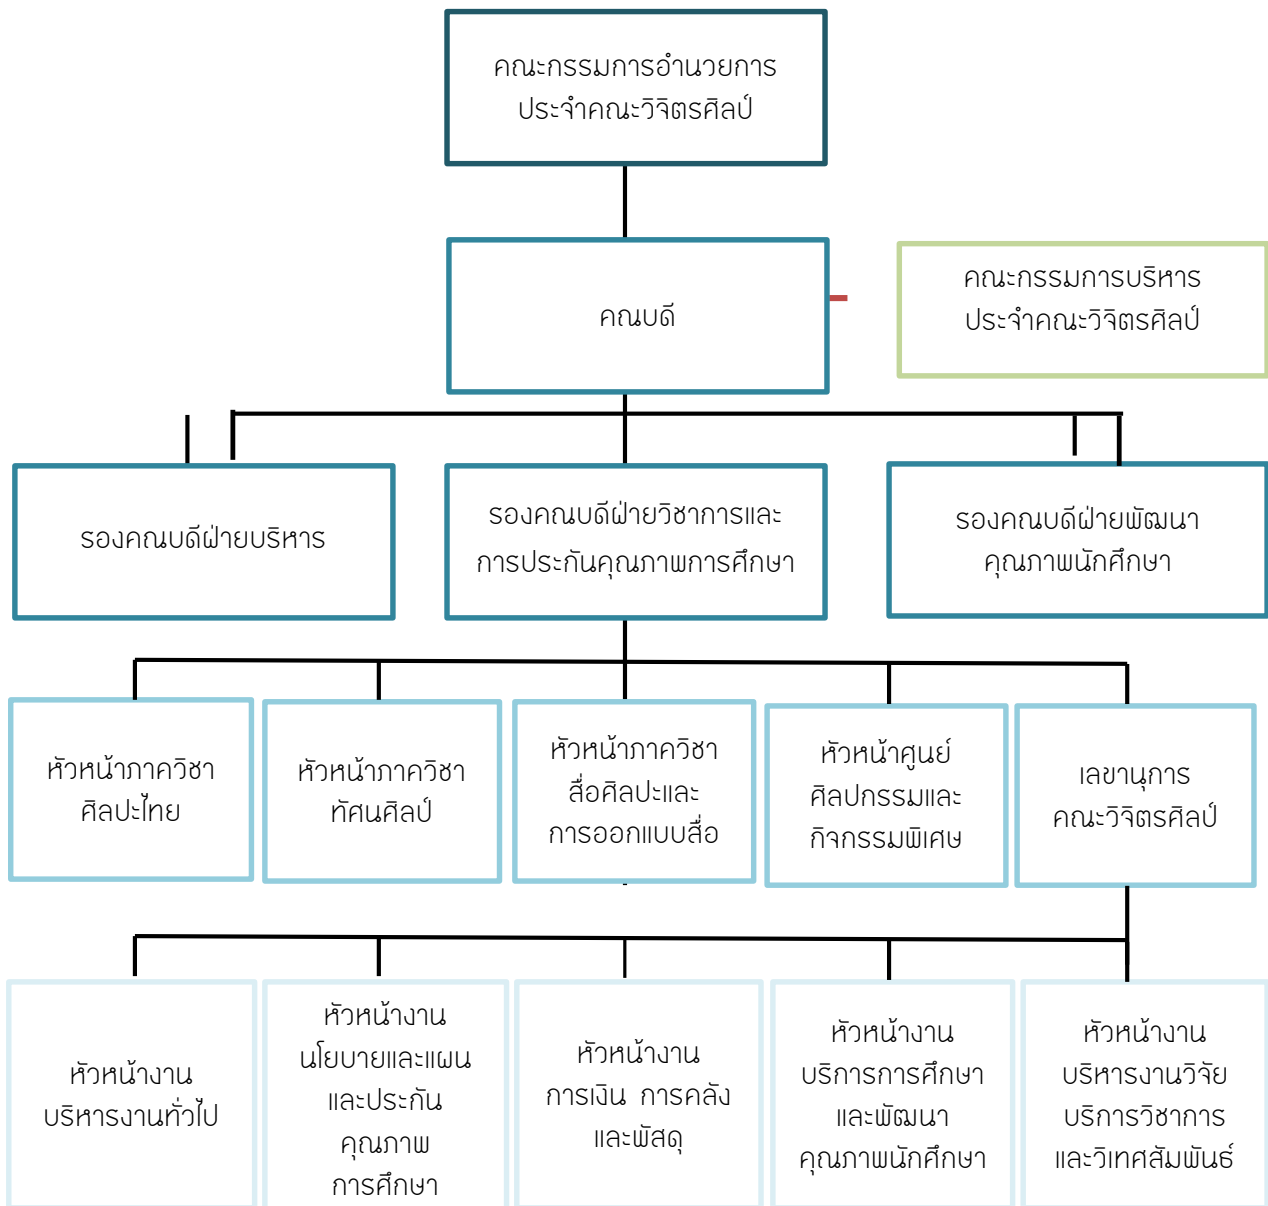 คณะกรรมการอำนวยการ
ประจำคณะวิจิตรศิลป์
คณบดี
คณะกรรมการบริหาร
ประจำคณะวิจิตรศิลป์
รองคณบดีฝ่ายบริหาร
รองคณบดีฝ่ายวิชาการและ
การประกันคุณภาพการศึกษา
รองคณบดีฝ่ายพัฒนา
คุณภาพนักศึกษา
หัวหน้าภาควิชา
ศิลปะไทย
หัวหน้าภาควิชา
ทัศนศิลป์
หัวหน้าภาควิชา
สื่อศิลปะและ
การออกแบบสื่อ
หัวหน้าศูนย์
ศิลปกรรมและ
กิจกรรมพิเศษ
เลขานุการ
คณะวิจิตรศิลป์
หัวหน้างาน
บริหารงานทั่วไป
หัวหน้างาน
นโยบายและแผน
และประกัน
คุณภาพ
การศึกษา
หัวหน้างาน
การเงิน การคลัง
และพัสดุ
หัวหน้างาน
บริการการศึกษา
และพัฒนา
คุณภาพนักศึกษา
หัวหน้างาน
บริหารงานวิจัย
บริการวิชาการ
และวิเทศสัมพันธ์